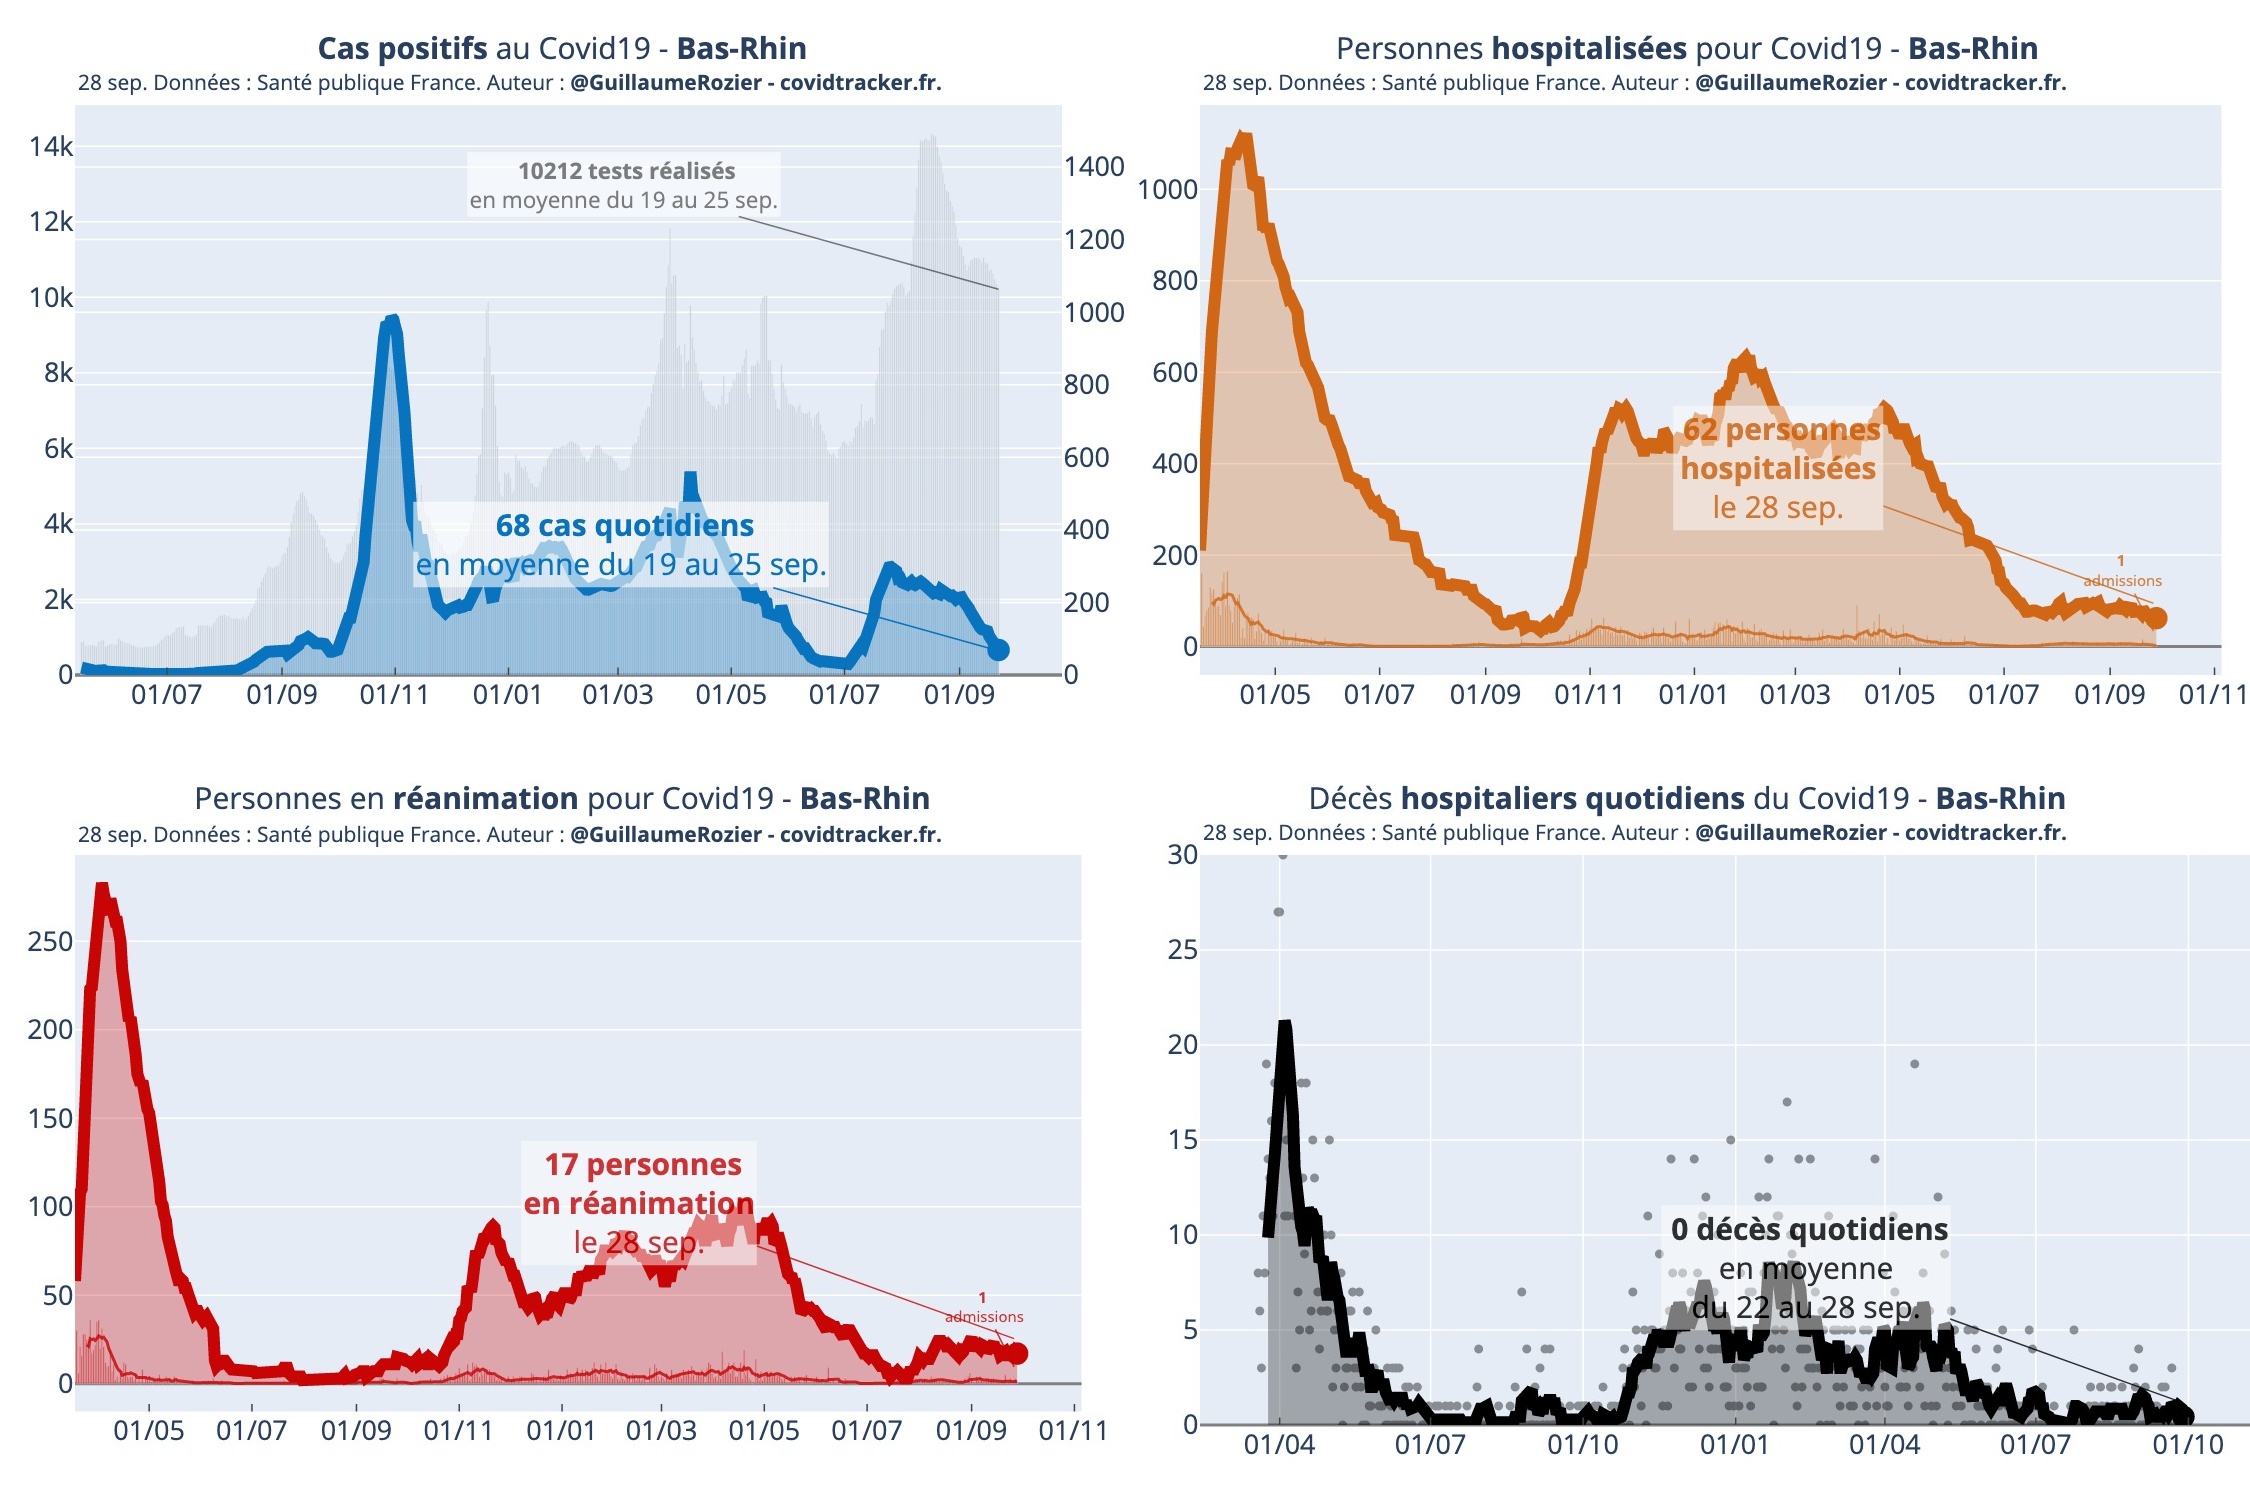 Cas positifs au Covid19 - Bas-Rhin
28 sep. Données : Santé publique France. Auteur : @GuillaumeRozier - covidtracker.fr.
14k
12k
10k
8k
6k
4k
2k
0
1400
1200
1000
800
600
400
200
0
10212 tests réalisés
en moyenne du 19 au 25 sep.
68 cas quotidiens
en moyenne du 19 au 25 sep.
01/07 01/09 01/11 01/01 01/03 01/05 01/07 01/09
Personnes hospitalisées pour Covid19 - Bas-Rhin
28 sep. Données : Santé publique France. Auteur : @GuillaumeRozier - covidtracker.fr.
1000
800
600
400
200
0
62 personnes
hospitalisées
le 28 sep.
1
admissions
01/05 01/07 01/09 01/11 01/01 01/03 01/05 01/07 01/09 01/11
Personnes en réanimation pour Covid19 - Bas-Rhin
28 sep. Données : Santé publique France. Auteur : @GuillaumeRozier - covidtracker.fr.
250
200
150
100
50
0
17 personnes
en réanimation
le 28 sep.
1
admissions
01/05 01/07 01/09 01/11 01/01 01/03 01/05 01/07 01/09 01/11
Décès hospitaliers quotidiens du Covid19 - Bas-Rhin
28 sep. Données : Santé publique France. Auteur : @GuillaumeRozier - covidtracker.fr.
30
25
20
15
10
5
0
0 décès quotidiens
en moyenne
du 22 au 28 sep.
01/04 01/07 01/10 01/01 01/04 01/07 01/10